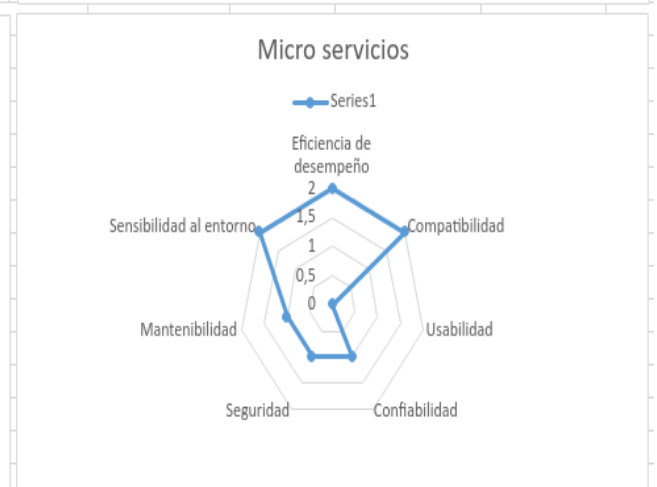 Micro servicios
Series1
Eficiencia de
desempeño
2
1,5
1
0,5
0
Sensibilidad al entorno
Compatibilidad
Mantenibilidad
Usabilidad
Seguridad
Confiabilidad